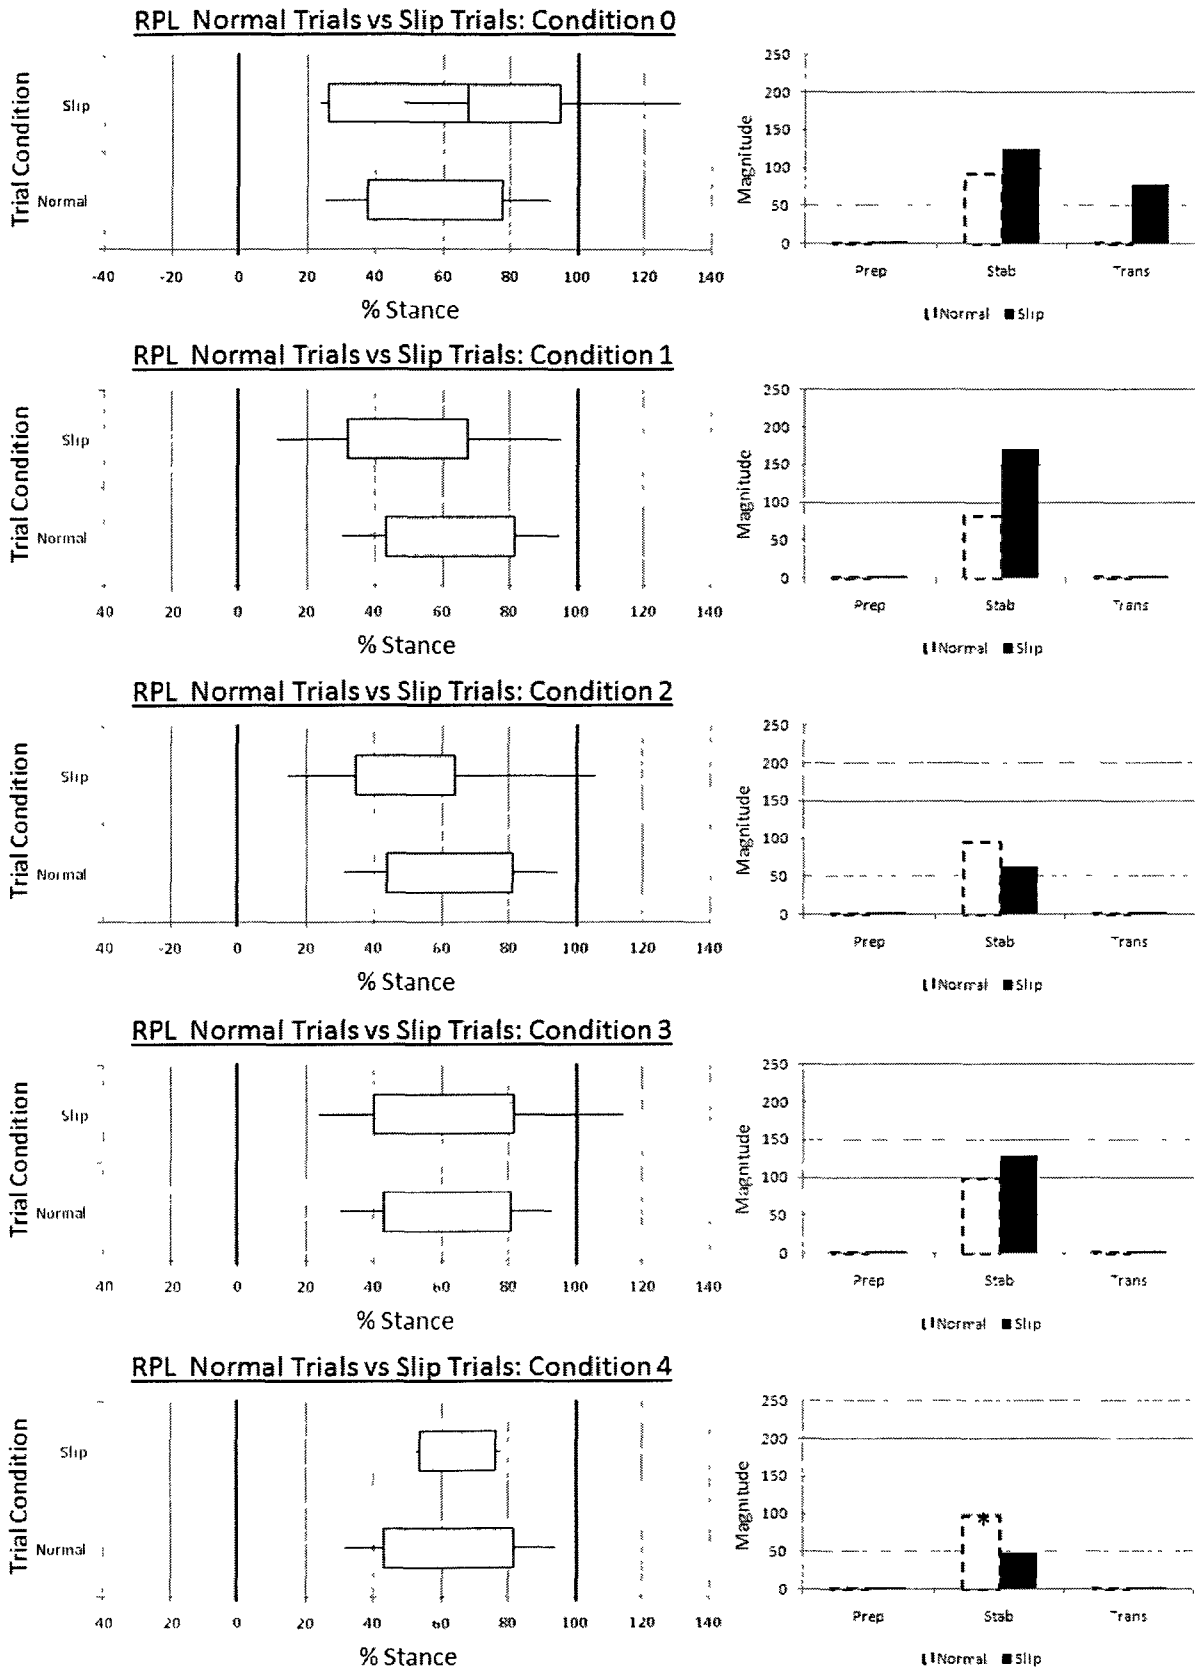 RPL Normal Trials vs Slip Trials: Condition 0
Trial Condition
Slip
Normal
-40 -20 0 20 40 60 80 100 120 140
% Stance
Magnitude
250
200
150
100
50
0
Prep Stab Trans
Normal Slip
RPL Normal Trials vs Slip Trials: Condition 1
Trial Condition
Slip
Normal
40 -20 0 20 40 60 80 100 120 140
% Stance
Magnitude
250
200
150
100
50
0
Prep Stab Trans
Normal Slip
RPL Normal Trials vs Slip Trials: Condition 2
Trial Condition
Slip
Normal
40 -20 0 20 40 60 80 100 120 140
% Stance
Magnitude
250
200
150
100
50
0
Prep Stab Trans
Normal Slip
RPL Normal Trials vs Slip Trials: Condition 3
Trial Condition
Slip
Normal
40 -20 0 20 40 60 80 100 120 140
% Stance
Magnitude
250
200
150
100
50
0
Prep Stab Trans
Normal Slip
RPL Normal Trials vs Slip Trials: Condition 4
Trial Condition
Slip
Normal
40 -20 0 20 40 60 80 100 120 140
% Stance
Magnitude
250
200
150
100
50
0
*
Prep Stab Trans
Normal Slip